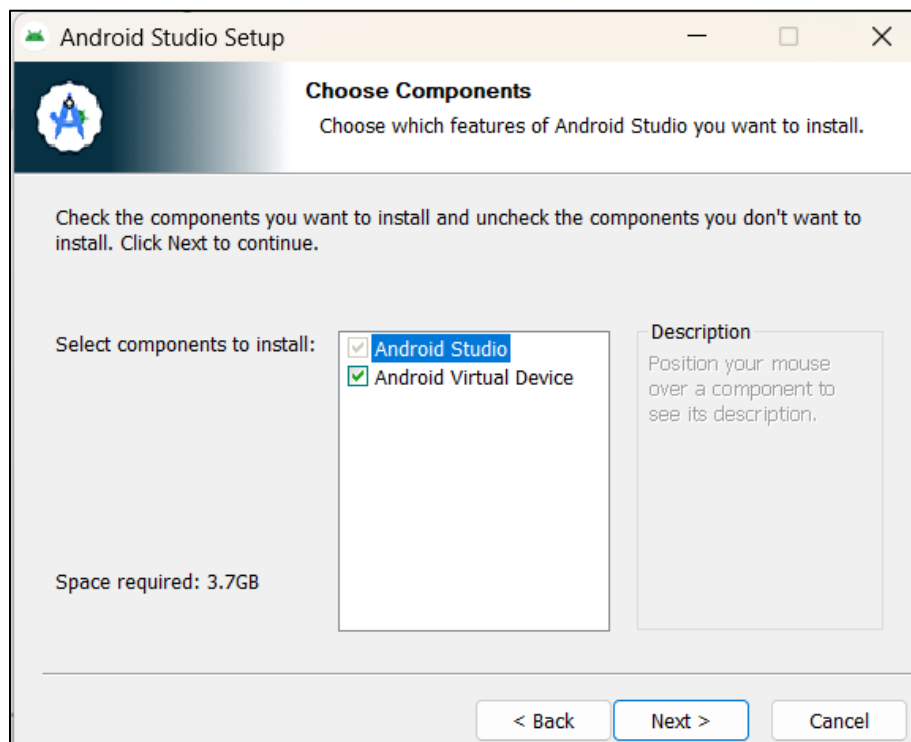 Android Studio Setup
Choose Components
Choose which features of Android Studio you want to install.
Check the components you want to install and uncheck the components you don't want to
install. Click Next to continue.
Select components to install:
Android Studio
Android Virtual Device
Description
Position your mouse
over a component to
see its description.
Space required: 3.7GB
< Back
Next >
Cancel